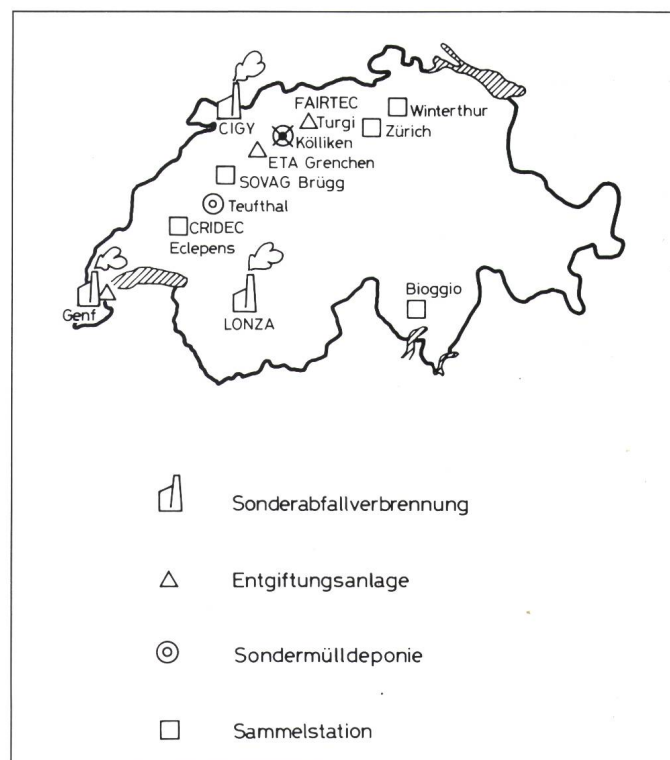 FAIRTEC
Winterthur
CIGY
Turgi
Zürich
Kölliken
ETA Grenchen
SOVAG Brügg
Teufthal
CRIDEC
Eclepens
Bioggio
Genf
LONZA
Sonderabfallverbrennung
Entgiftungsanlage
Sondermülldeponie
Sammelstation